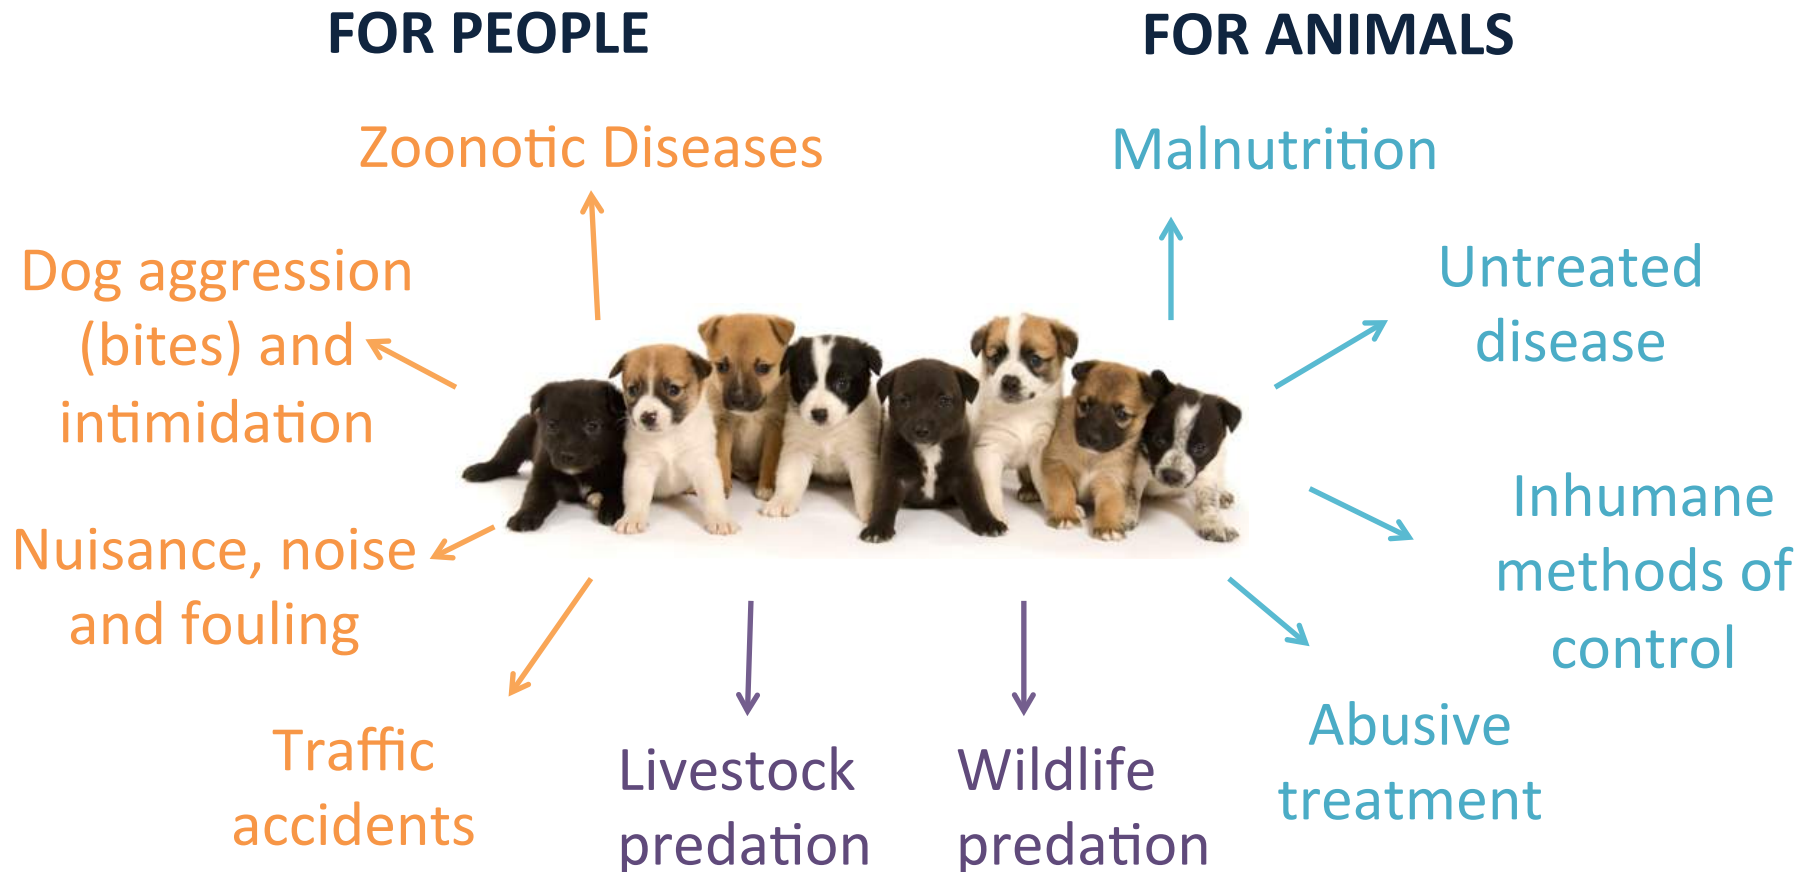 FOR PEOPLE
FOR ANIMALS
Zoonotic Diseases
Malnutrition
Dog aggression
(bites) and
intimidation
Untreated
disease
Nuisance, noise
and fouling
Inhumane
methods of
control
Traffic
accidents
Livestock
predation
Wildlife
predation
Abusive
treatment